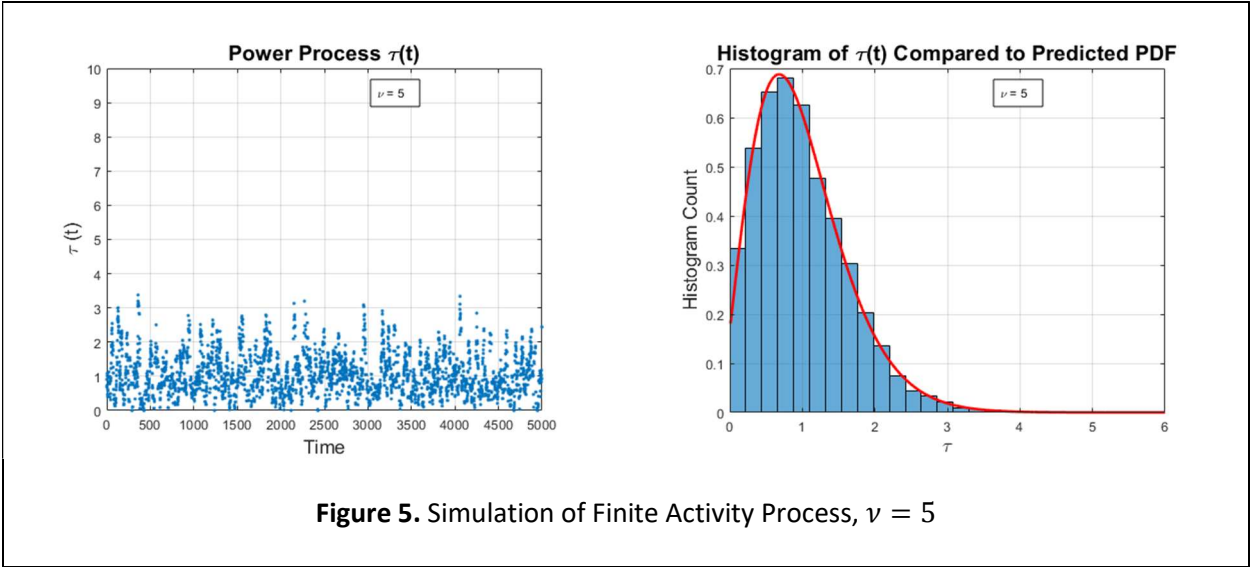 Power Process τ(t)
10
9
8
7
6
5
4
3
2
1
0
τ (t)
ν = 5
0 500 1000 1500 2000 2500 3000 3500 4000 4500 5000
Time
Histogram of τ(t) Compared to Predicted PDF
0.7
0.6
0.5
0.4
0.3
0.2
0.1
0
Histogram Count
ν = 5
0 1 2 3 4 5 6
τ
Figure 5. Simulation of Finite Activity Process, 𝜈 = 5